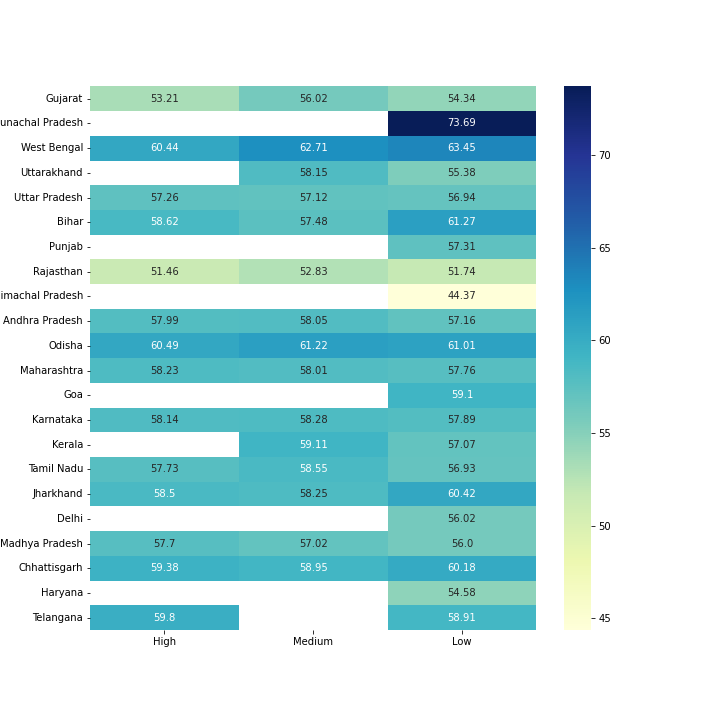 Gujarat 53.21 56.02 54.34
unachal Pradesh 73.69
West Bengal 60.44 62.71 63.45
70
Uttarakhand 58.15 55.38
Uttar Pradesh 57.26 57.12 56.94
Bihar 58.62 57.48 61.27
Punjab 57.31
65
Rajasthan 51.46 52.83 51.74
imachal Pradesh 44.37
Andhra Pradesh 57.99 58.05 57.16
Odisha 60.49 61.22 61.01
60
Maharashtra 58.23 58.01 57.76
Goa 59.1
Karnataka 58.14 58.28 57.89
55
Kerala 59.11 57.07
Tamil Nadu 57.73 58.55 56.93
Jharkhand 58.5 58.25 60.42
Delhi 56.02
50
Madhya Pradesh 57.7 57.02 56.0
Chhattisgarh 59.38 58.95 60.18
Haryana 54.58
Telangana 59.8 58.91
45
High Medium Low